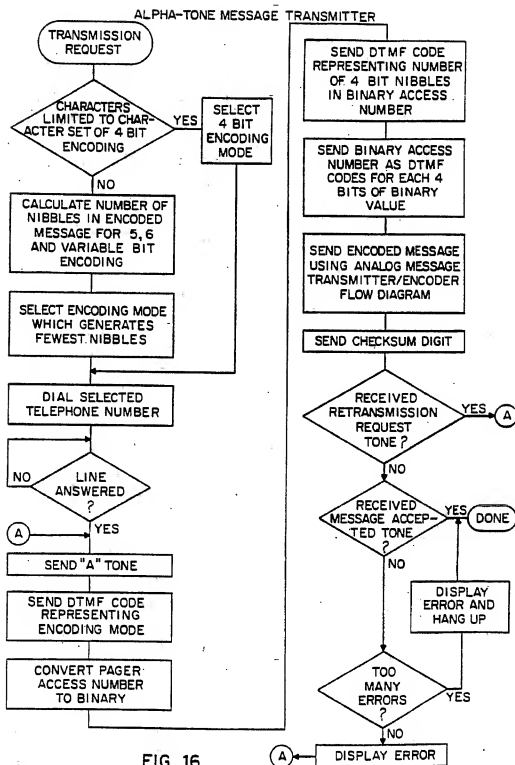 ALPHA-TONE MESSAGE TRANSMITTER
TRANSMISSION
REQUEST
CHARACTERS
LIMITED TO CHAR-
ACTER SET OF 4 BIT
ENCODING
YES
SELECT
4 BIT
ENCODING
MODE
NO
CALCULATE NUMBER OF
NIBBLES IN ENCODED
MESSAGE FOR 5,6
AND VARIABLE BIT
ENCODING
SELECT ENCODING MODE
WHICH GENERATES
FEWEST NIBBLES
DIAL SELECTED
TELEPHONE NUMBER
NO
LINE
ANSWERED
?
YES
A
SEND "A" TONE
SEND DTMF CODE
REPRESENTING
ENCODING MODE
CONVERT PAGER
ACCESS NUMBER
TO BINARY
SEND DTMF CODE
REPRESENTING NUMBER
OF 4 BIT NIBBLES
IN BINARY ACCESS
NUMBER
SEND BINARY ACCESS
NUMBER AS DTMF
CODES FOR EACH 4
BITS OF BINARY
VALUE
SEND ENCODED MESSAGE
USING ANALOG MESSAGE
TRANSMITTER/ENCODER
FLOW DIAGRAM
SEND CHECKSUM DIGIT
RECEIVED
RETRANSMISSION
REQUEST
TONE?
YES
A
NO
RECEIVED
MESSAGE ACCEP-
TED TONE
?
YES
DONE
NO
DISPLAY
ERROR AND
HANG UP
TOO
MANY
ERRORS
?
YES
NO
DISPLAY ERROR
A
FIG. 16